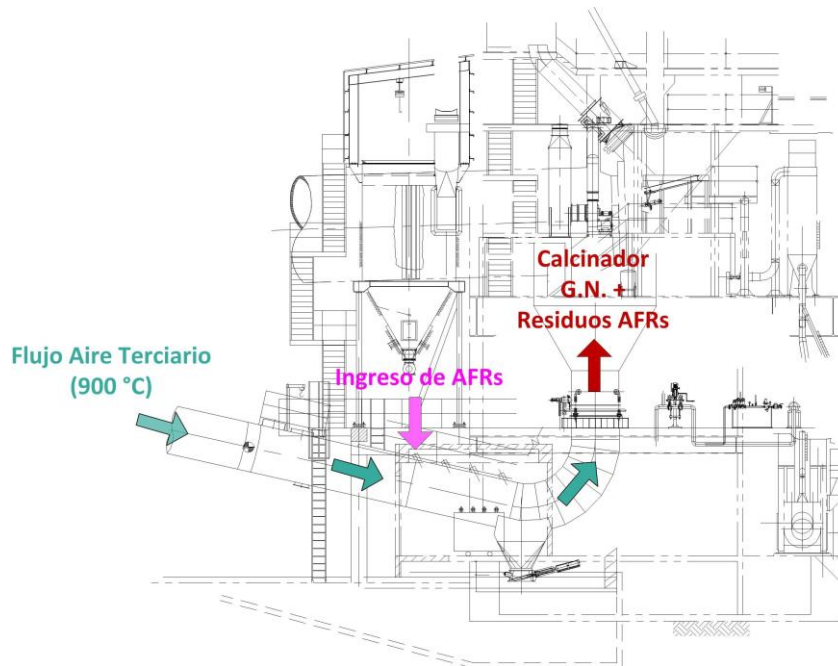 Calcinador
G.N. +
Residuos AFRs
Flujo Aire Terciario
(900 °C)
Ingreso de AFRs